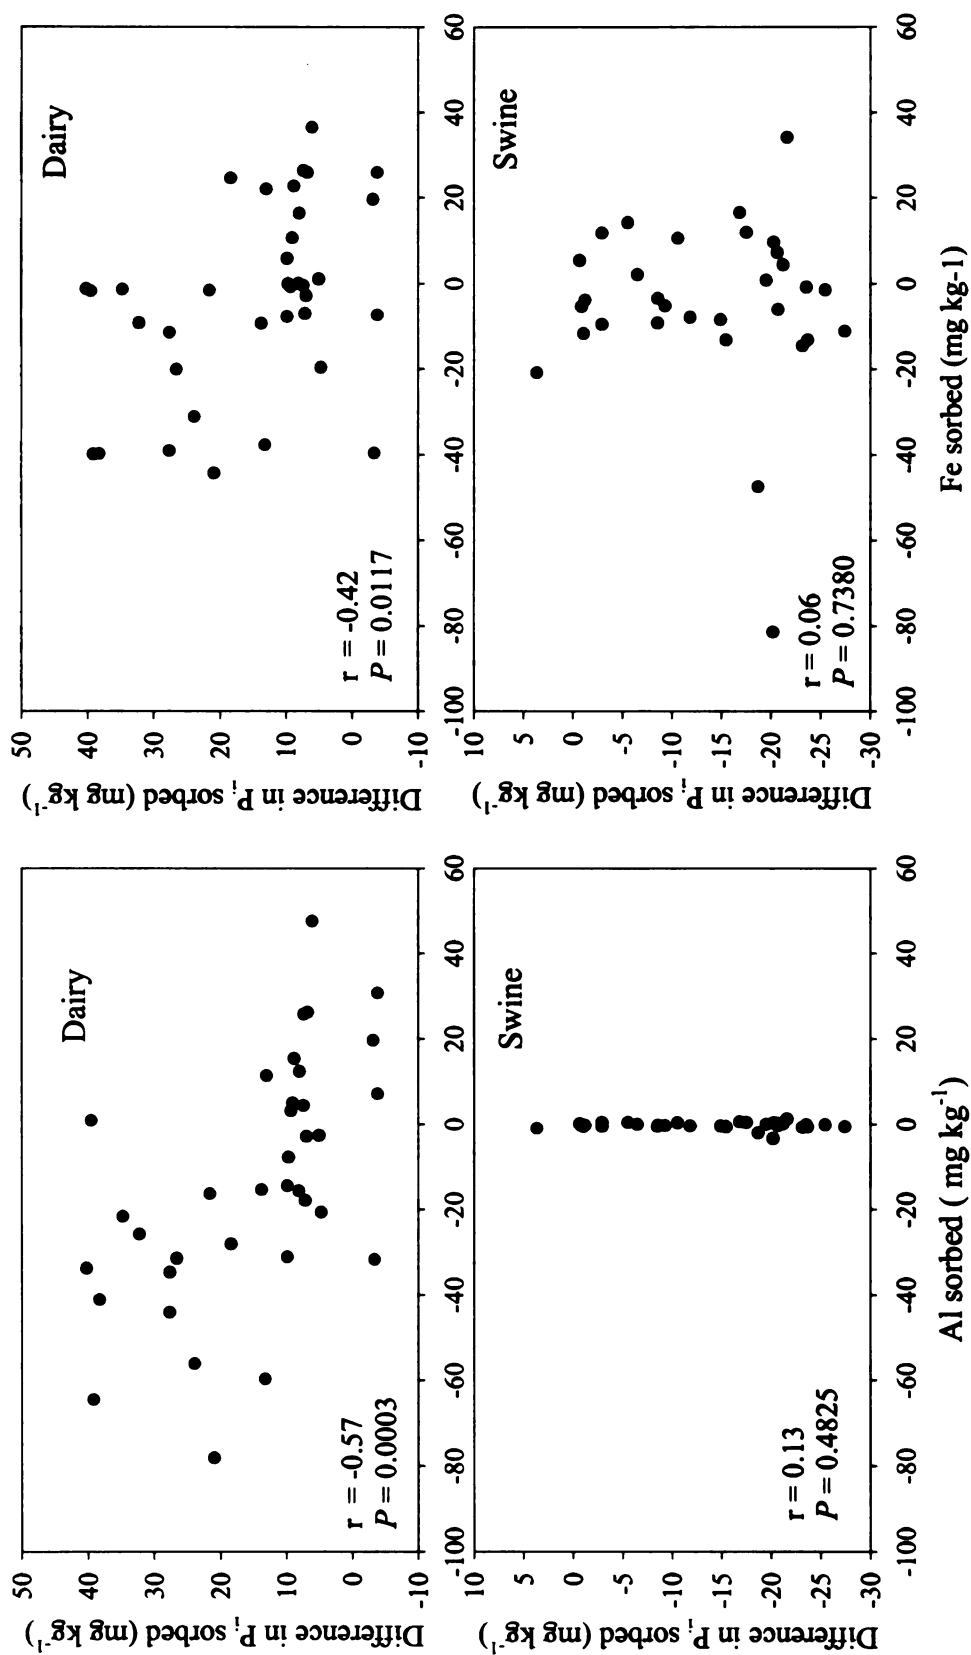 Difference in Pi sorbed (mg kg-1)
50
40
30
20
10
0
-10
Dairy
r = -0.57
P = 0.0003
Difference in Pi sorbed (mg kg-1)
50
40
30
20
10
0
-10
Dairy
r = -0.42
P = 0.0117
Difference in Pi sorbed (mg kg-1)
10
5
0
-5
-10
-15
-20
-25
-30
Swine
r = 0.13
P = 0.4825
-100 -80 -60 -40 -20 0 20 40 60
Al sorbed ( mg kg-1)
Difference in Pi sorbed (mg kg-1)
10
5
0
-5
-10
-15
-20
-25
-30
Swine
r = 0.06
P = 0.7380
-100 -80 -60 -40 -20 0 20 40 60
Fe sorbed (mg kg-1)